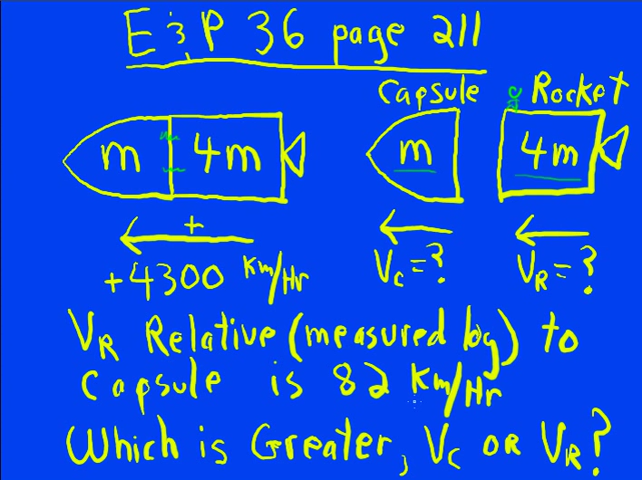 E & P 36 page 211
Capsule Rocket
m 4m m 4m
+
+4300 Km/Hr Vc=? VR=?
VR Relative (measured by) to
Capsule is 82 Km/Hr
Which is Greater, Vc OR VR?